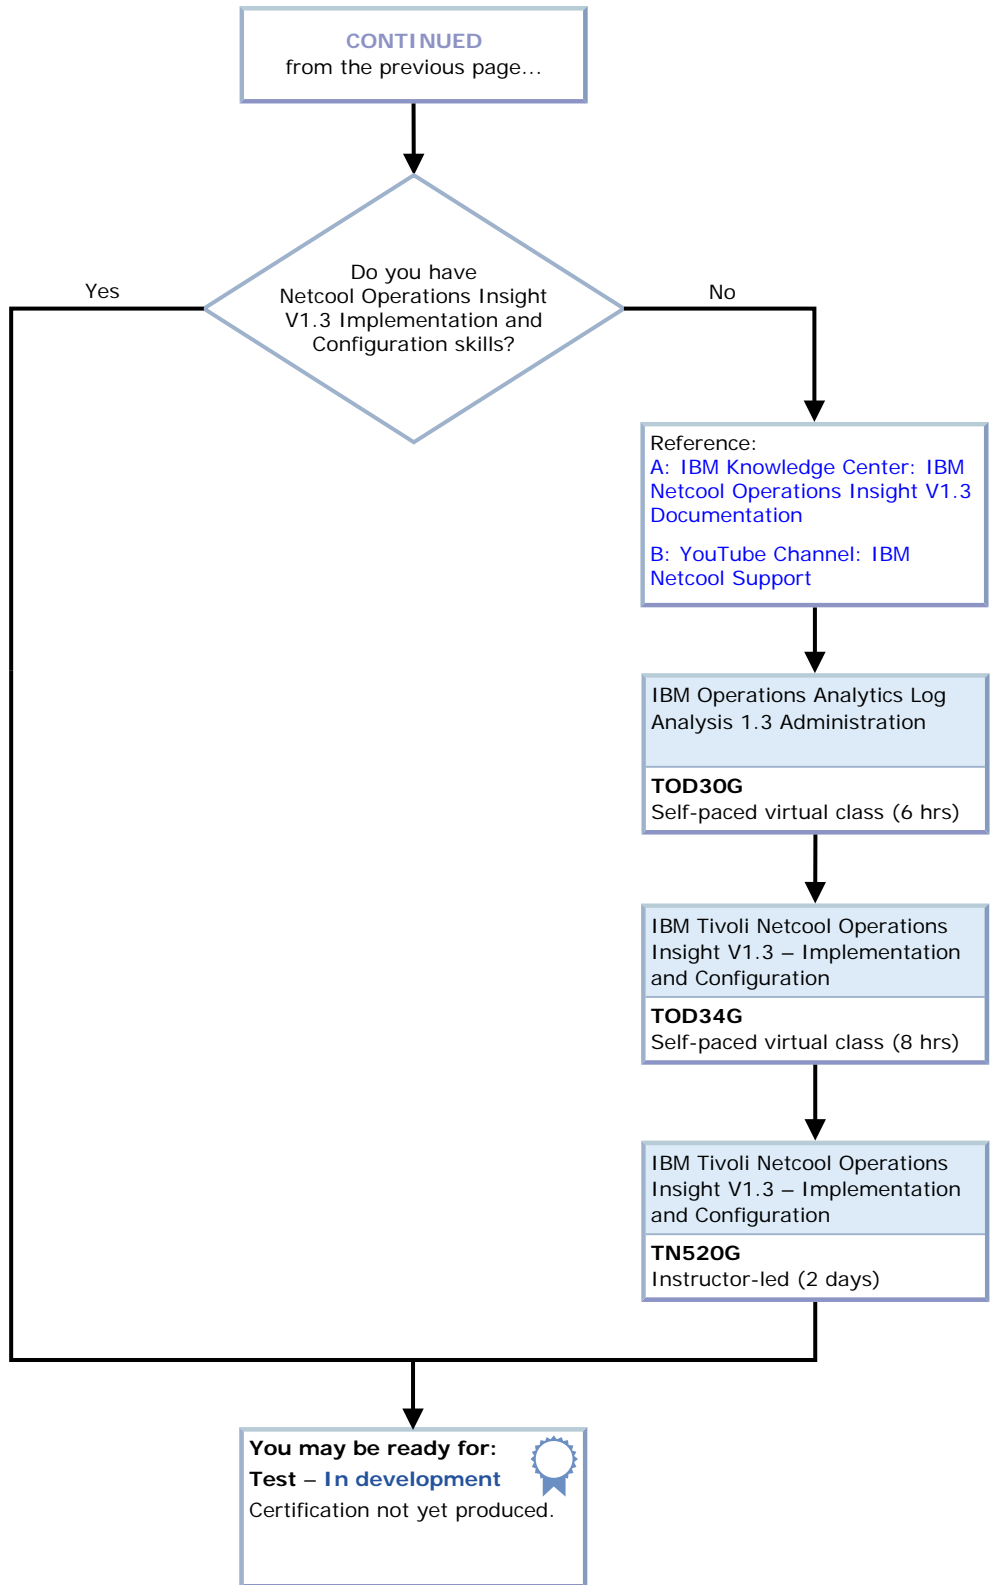 CONTINUED
from the previous page...
Do you have
Netcool Operations Insight
V1.3 Implementation and
Configuration skills?
Yes
No
Reference:
A: IBM Knowledge Center: IBM
Netcool Operations Insight V1.3
Documentation
B: YouTube Channel: IBM
Netcool Support
IBM Operations Analytics Log
Analysis 1.3 Administration
TOD30G
Self-paced virtual class (6 hrs)
IBM Tivoli Netcool Operations
Insight V1.3 – Implementation
and Configuration
TOD34G
Self-paced virtual class (8 hrs)
IBM Tivoli Netcool Operations
Insight V1.3 – Implementation
and Configuration
TN520G
Instructor-led (2 days)
You may be ready for:
Test – In development
Certification not yet produced.